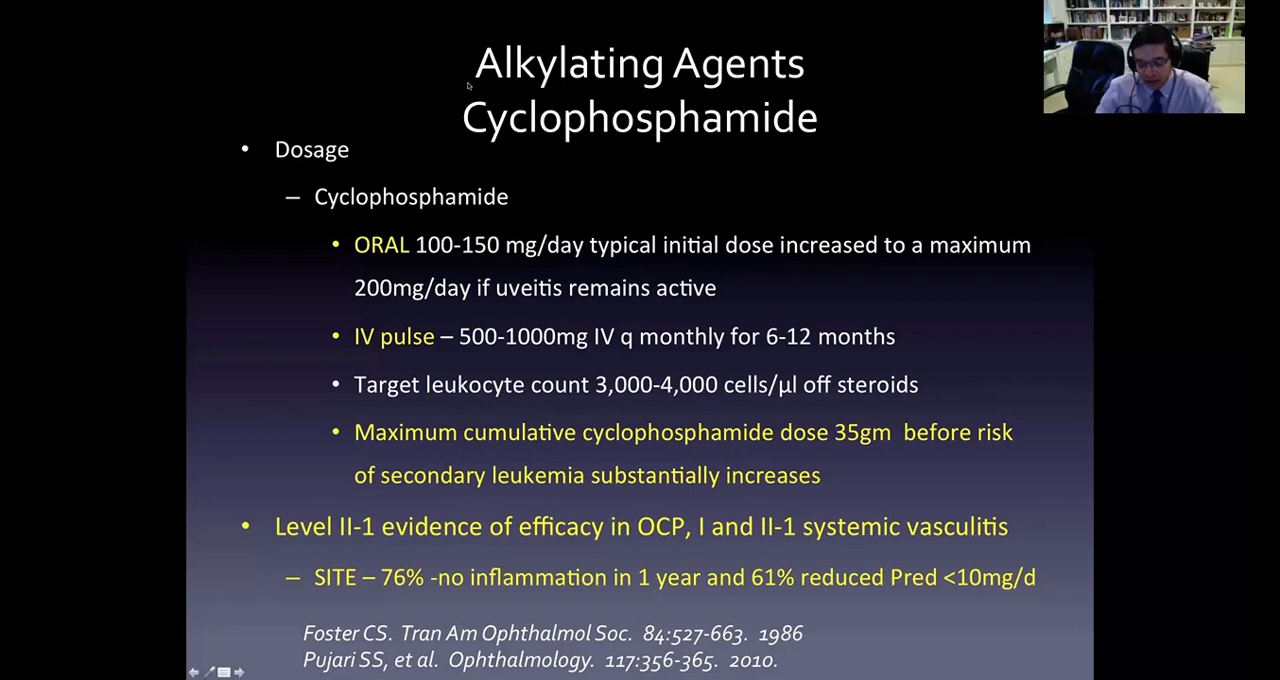 Alkylating Agents
Cyclophosphamide
• Dosage
– Cyclophosphamide
• ORAL 100-150 mg/day typical initial dose increased to a maximum
200mg/day if uveitis remains active
• IV pulse – 500-1000mg IV q monthly for 6-12 months
• Target leukocyte count 3,000-4,000 cells/µl off steroids
• Maximum cumulative cyclophosphamide dose 35gm before risk
of secondary leukemia substantially increases
• Level II-1 evidence of efficacy in OCP, I and II-1 systemic vasculitis
– SITE – 76% -no inflammation in 1 year and 61% reduced Pred <10mg/d
Foster CS. Tran Am Ophthalmol Soc. 84:527-663. 1986
Pujari SS, et al. Ophthalmology. 117:356-365. 2010.